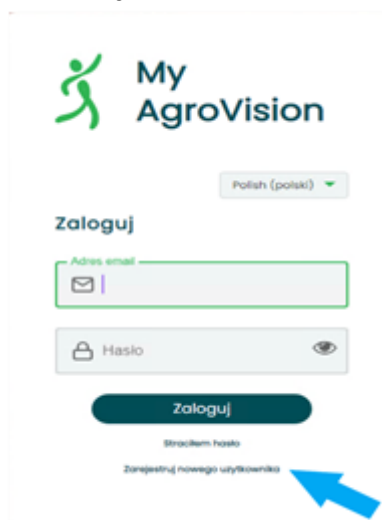 My
AgroVision
Polish (polski)
Zaloguj
Adres email
Hasło
Zaloguj
Straciłem hasło
Zarejestruj nowego użytkownika